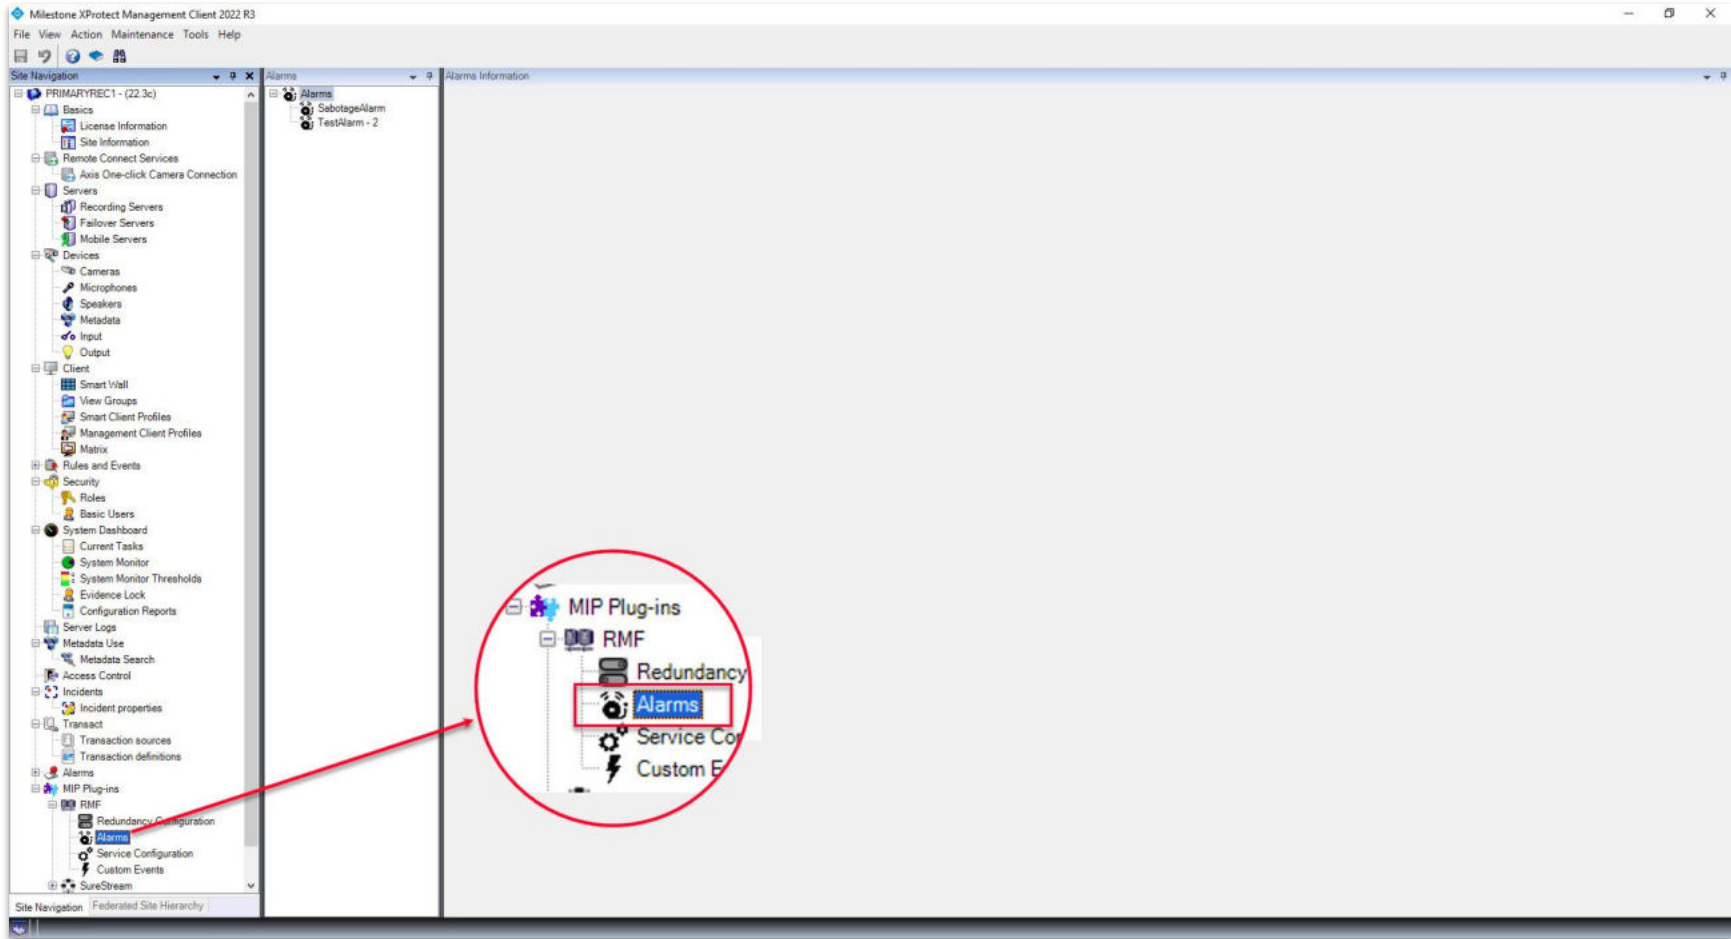 Milestone XProtect Management Client 2022 R3
File View Action Maintenance Tools Help
Site Navigation
PRIMARYREC1 - (22.3c)
Basics
License Information
Site Information
Remote Connect Services
Axis One-click Camera Connection
Servers
Recording Servers
Failover Servers
Mobile Servers
Devices
Cameras
Microphones
Speakers
Metadata
Input
Output
Client
Smart Wall
View Groups
Smart Client Profiles
Management Client Profiles
Matrix
Rules and Events
Security
Roles
Basic Users
System Dashboard
Current Tasks
System Monitor
System Monitor Thresholds
Evidence Lock
Configuration Reports
Server Logs
Metadata Use
Metadata Search
Access Control
Incidents
Incident properties
Transact
Transaction sources
Transaction definitions
Alarms
MIP Plug-ins
RMF
Redundancy Configuration
Alarms
Service Configuration
Custom Events
SureStream
Site Navigation
Federated Site Hierarchy
Alarms
Alarms
SabotageAlarm
TestAlarm - 2
Alarms Information
MIP Plug-ins
RMF
Redundancy
Alarms
Service Cor
Custom E